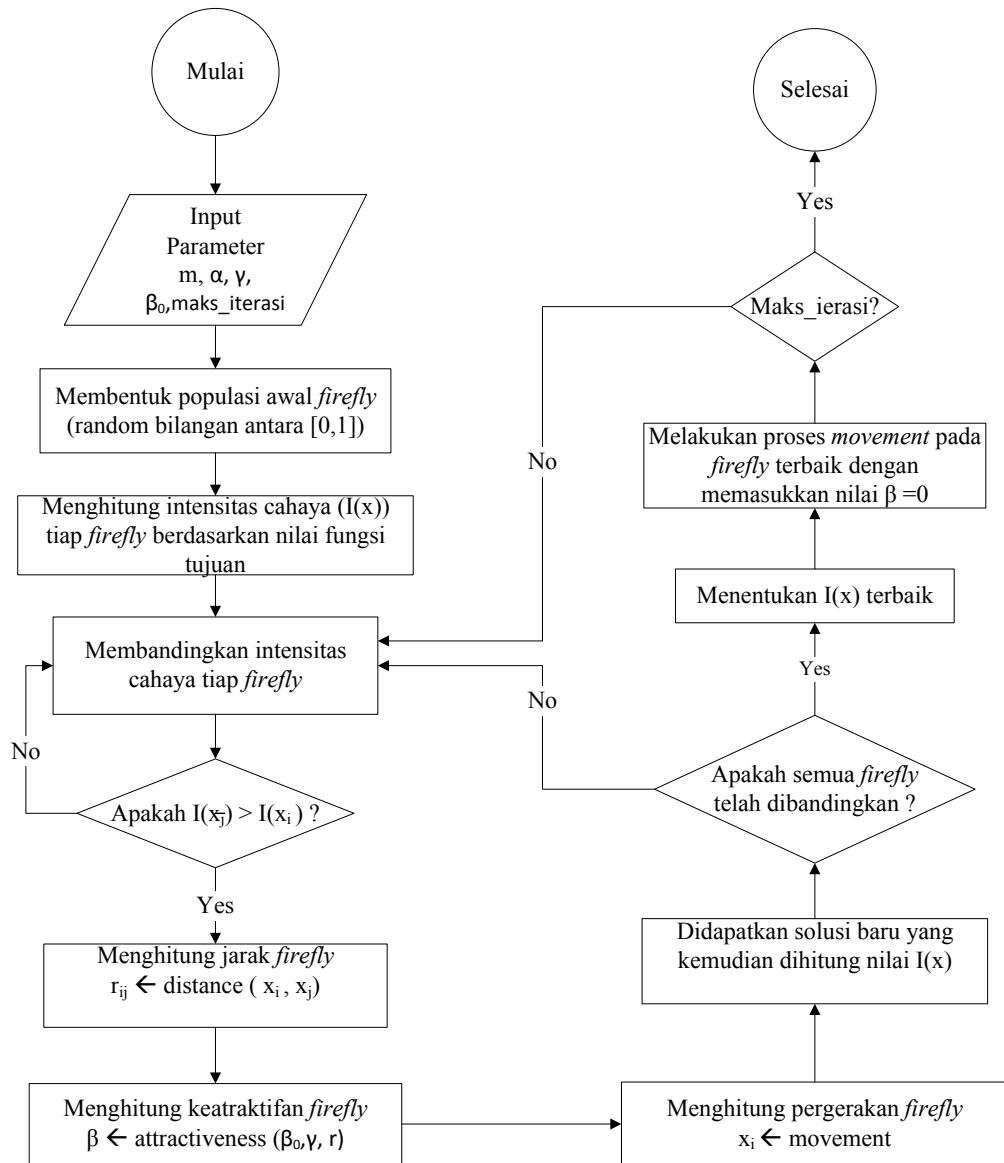 Mulai
Input
Parameter
m, α, γ,
β₀,maks_iterasi
Membentuk populasi awal firefly
(random bilangan antara [0,1])
Menghitung intensitas cahaya (I(x))
tiap firefly berdasarkan nilai fungsi
tujuan
Membandingkan intensitas
cahaya tiap firefly
No
Apakah I(xⱼ) > I(xᵢ) ?
Yes
Menghitung jarak firefly
rᵢⱼ ← distance ( xᵢ , xⱼ)
Menghitung keatraktifan firefly
β ← attractiveness (β₀,γ, r)
Menghitung pergerakan firefly
xᵢ ← movement
Didapatkan solusi baru yang
kemudian dihitung nilai I(x)
Apakah semua firefly
telah dibandingkan ?
No
Yes
Menentukan I(x) terbaik
Melakukan proses movement pada
firefly terbaik dengan
memasukkan nilai β =0
Maks_ierasi?
No
Yes
Selesai